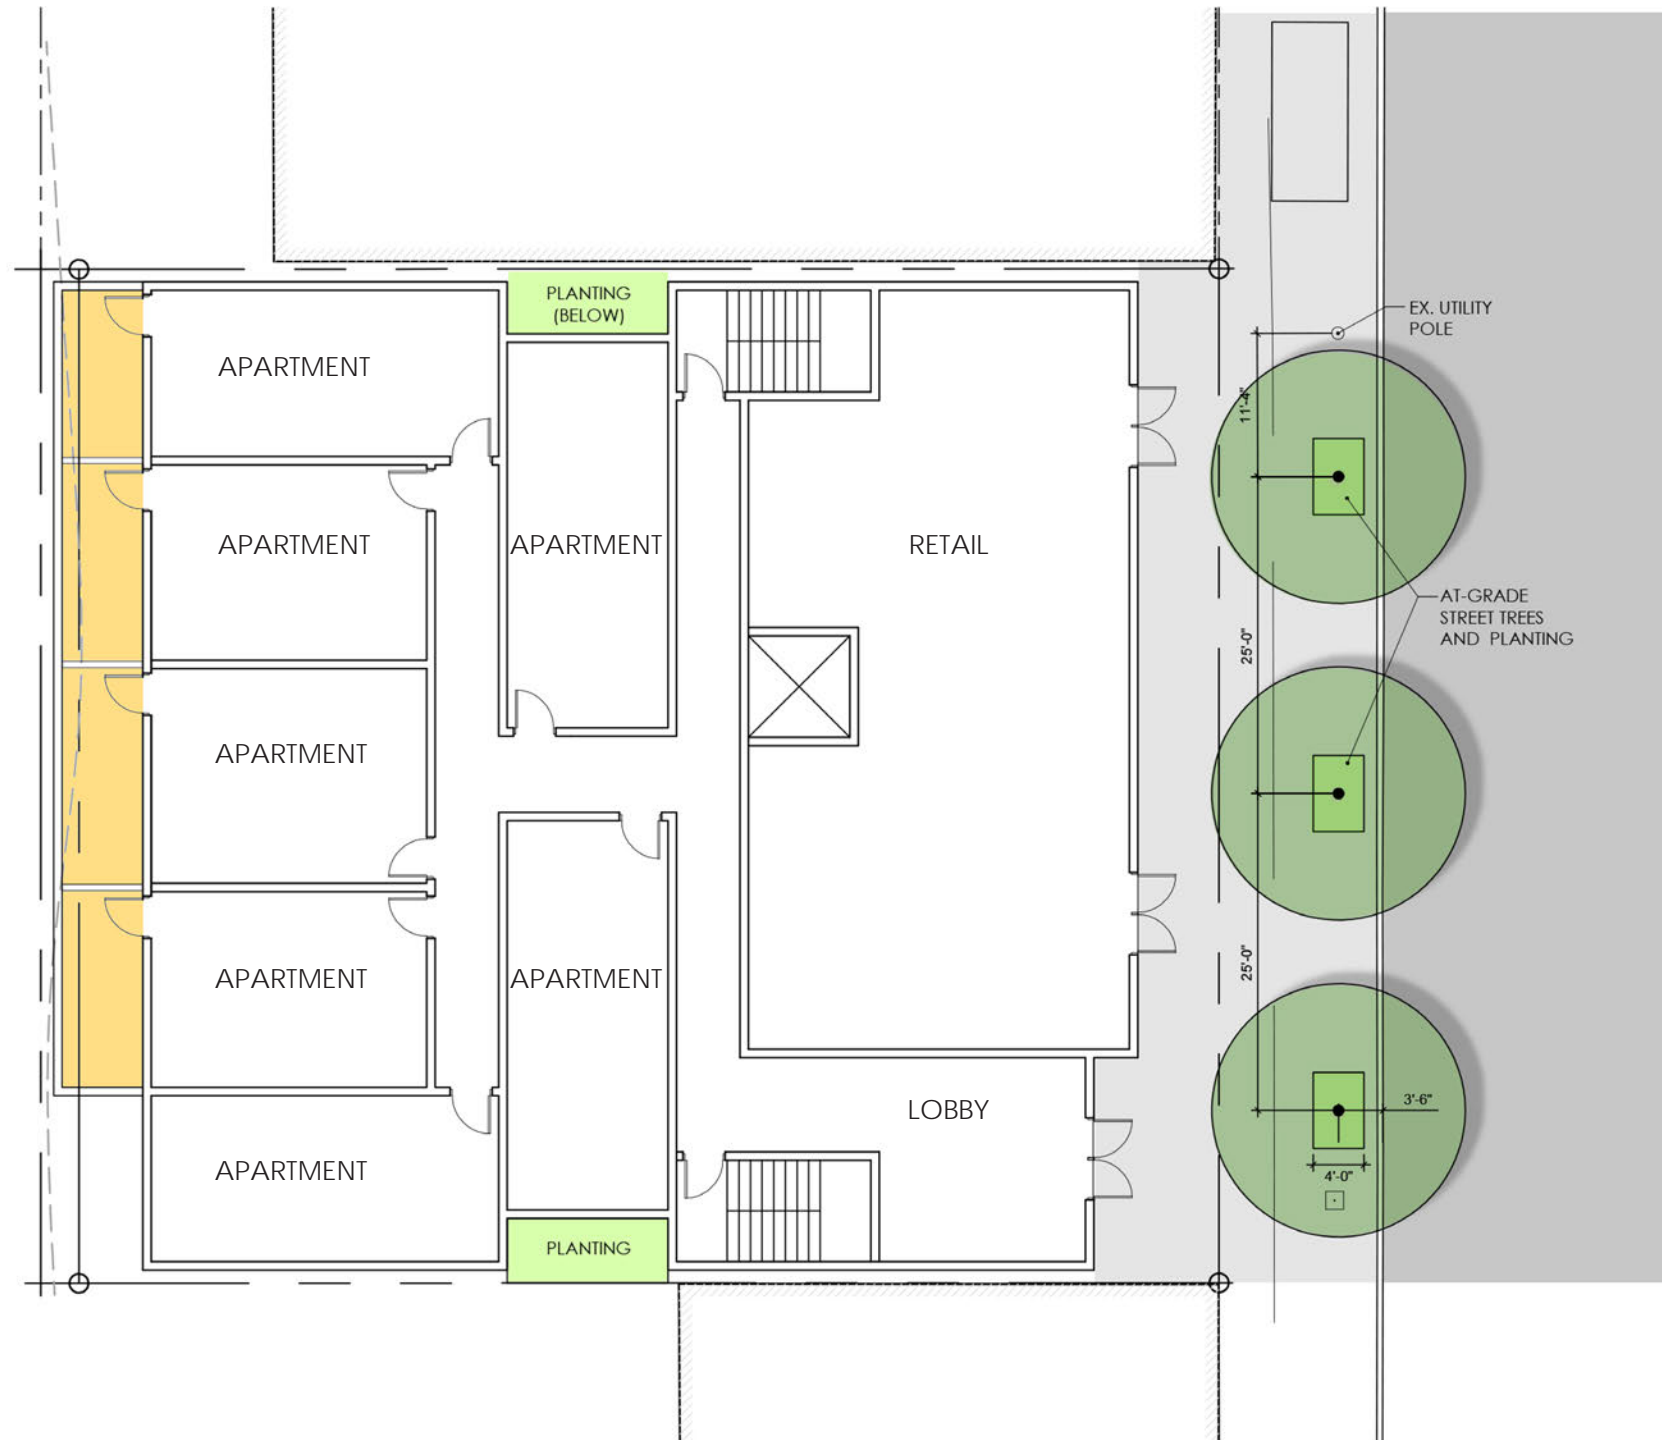 PLANTING
(BELOW)
EX. UTILITY
POLE
APARTMENT
11'-4"
APARTMENT
APARTMENT
RETAIL
AT-GRADE
STREET TREES
AND PLANTING
25'-0"
APARTMENT
25'-0"
APARTMENT
APARTMENT
LOBBY
3'-6"
APARTMENT
4'-0"
PLANTING